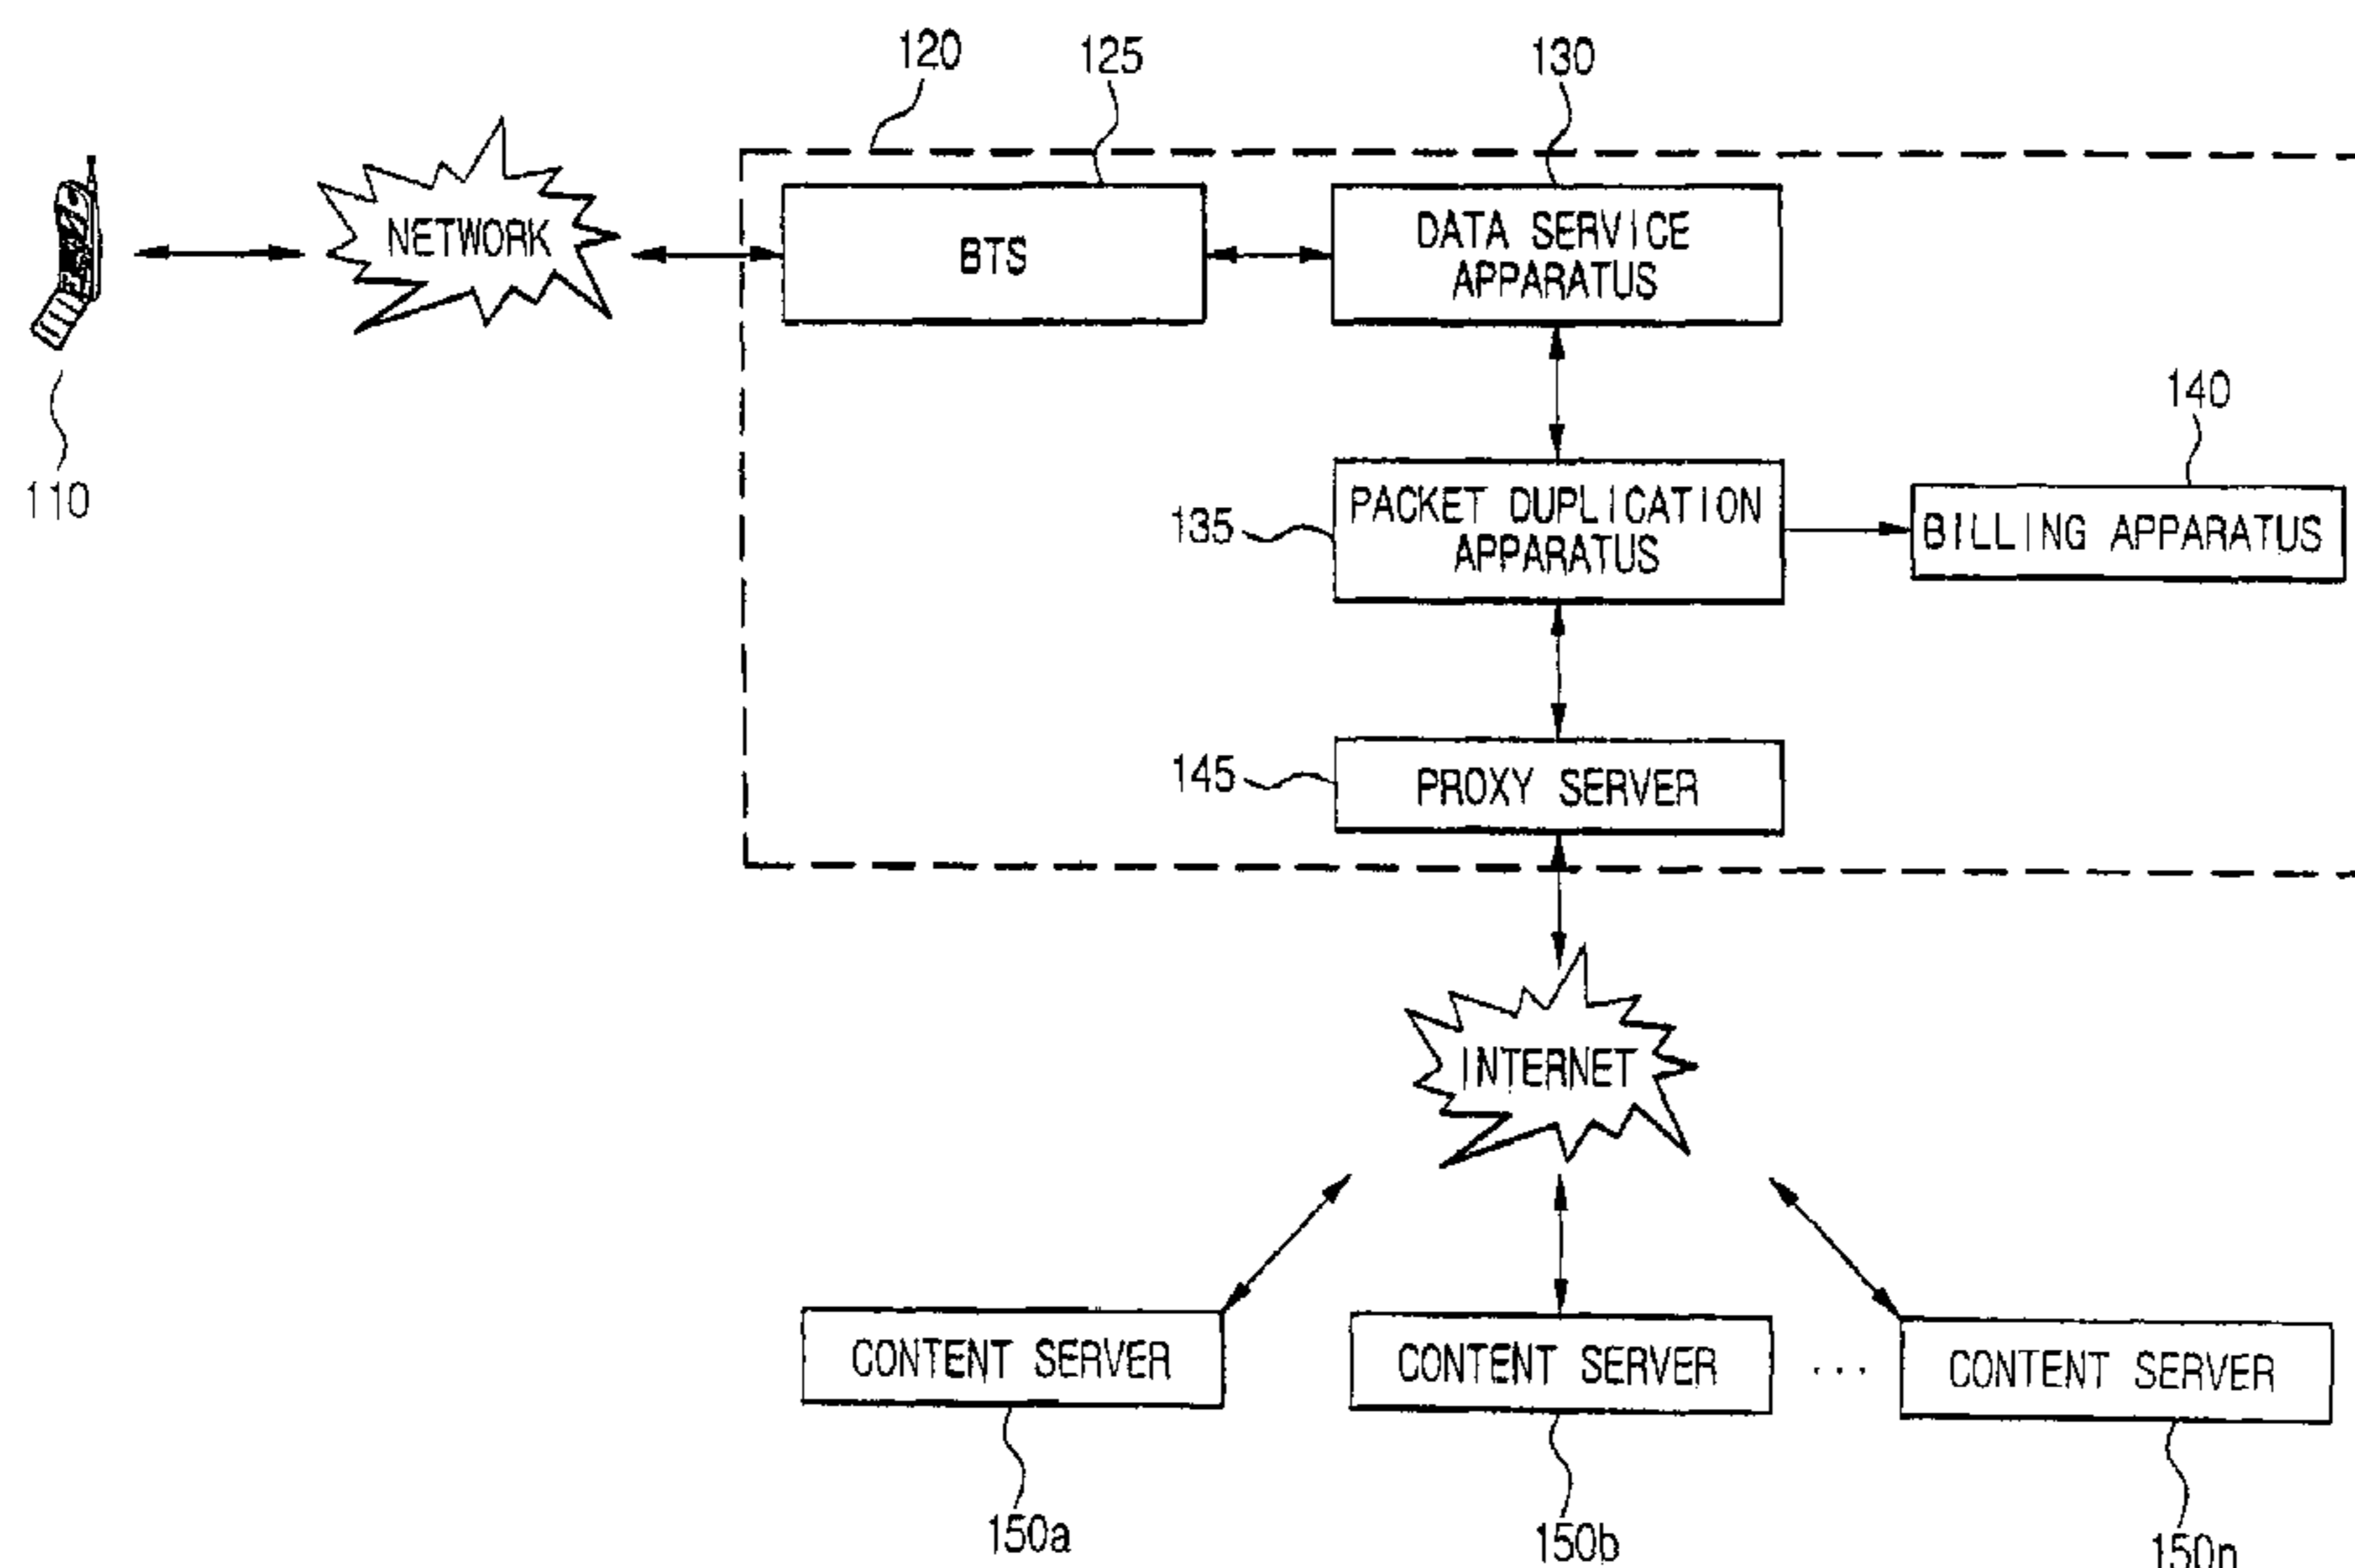 120
125
130
NETWORK
BTS
DATA SERVICE
APPARATUS
110
140
135
PACKET DUPLICATION
APPARATUS
BILLING APPARATUS
145
PROXY SERVER
INTERNET
CONTENT SERVER
CONTENT SERVER
...
CONTENT SERVER
150a
150b
150n